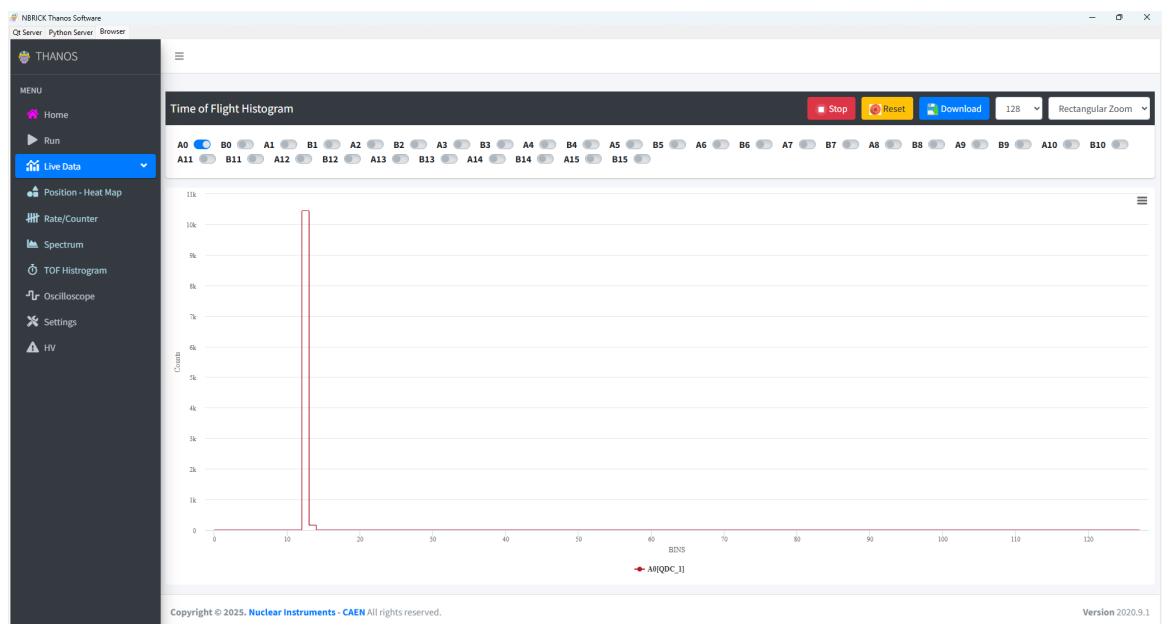 NBRICK Thanos Software
Qt Server Python Server Browser
THANOS
MENU
Home
Run
Live Data
Position - Heat Map
Rate/Counter
Spectrum
TOF Histrogram
Oscilloscope
Settings
HV
Time of Flight Histogram
Stop Reset Download 128 Rectangular Zoom
A0 B0 A1 B1 A2 B2 A3 B3 A4 B4 A5 B5 A6 B6 A7 B7 A8 B8 A9 B9 A10 B10
A11 B11 A12 B12 A13 B13 A14 B14 A15 B15
11k
10k
9k
8k
7k
6k
5k
4k
3k
2k
1k
0
Counts
0 10 20 30 40 50 60 70 80 90 100 110 120
BINS
A0[QDC_1]
Copyright © 2025. Nuclear Instruments - CAEN All rights reserved.
Version 2020.9.1